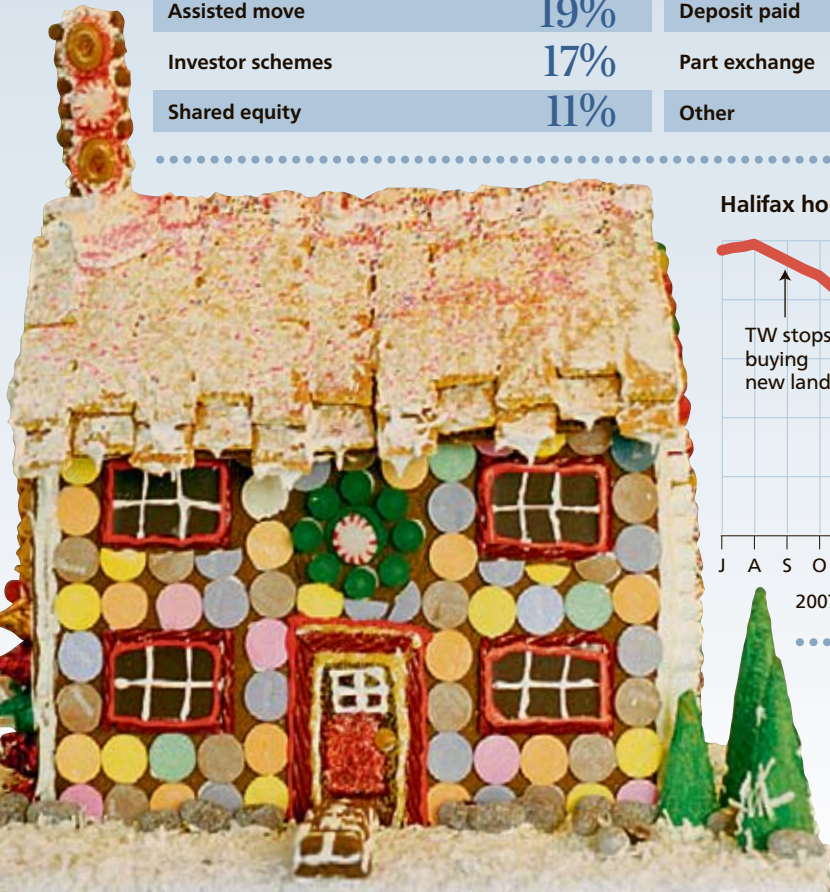 Assisted move 19% Deposit paid
Investor schemes 17% Part exchange
Shared equity 11% Other
Halifax ho
TW stops
buying
new land
J A S O
2007